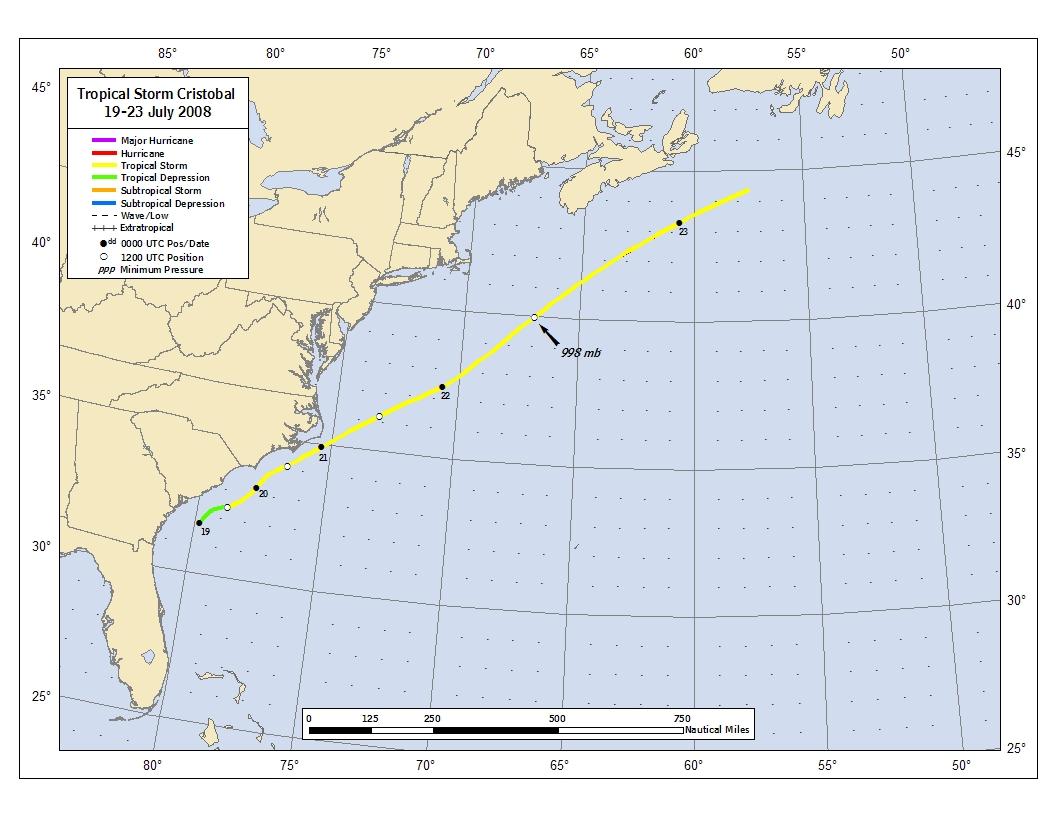 85° 80° 75° 70° 65° 60° 55° 50°
45°
40°
35°
30°
25°
Tropical Storm Cristobal
19-23 July 2008
Major Hurricane
Hurricane
Tropical Storm
Tropical Depression
Subtropical Storm
Subtropical Depression
Wave/Low
Extratropical
dd 0000 UTC Pos/Date
1200 UTC Position
ppp Minimum Pressure
45°
40°
35°
30°
25°
23
998 mb
22
21
20
19
0 125 250 500 750
Nautical Miles
80° 75° 70° 65° 60° 55° 50°